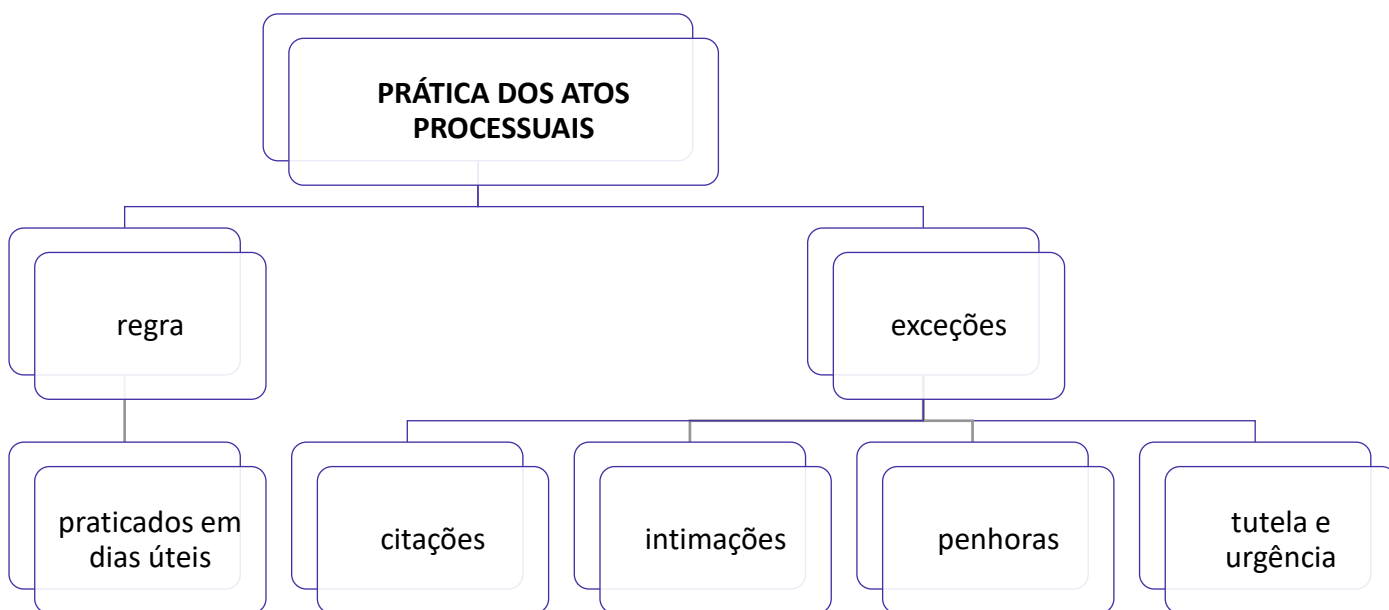 PRÁTICA DOS ATOS
PROCESSUAIS
regra
exceções
praticados em
dias úteis
citações
intimações
penhoras
tutela e
urgência